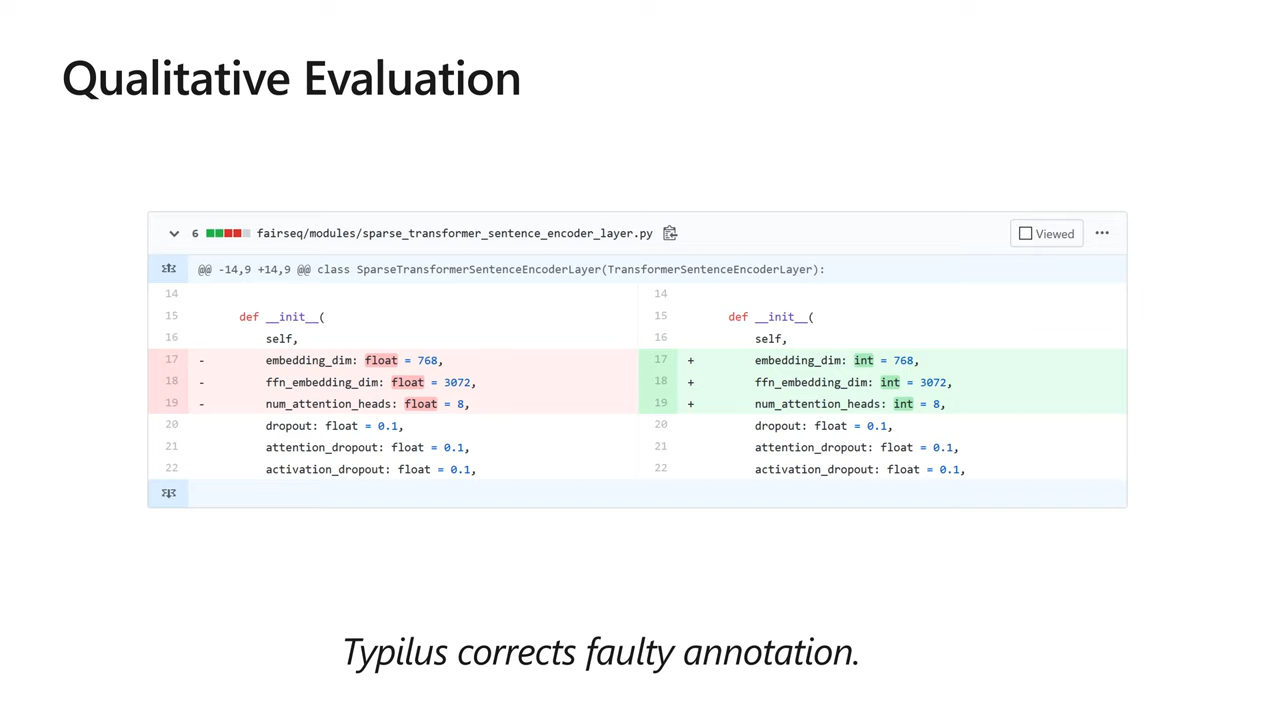 Qualitative Evaluation
6 fairseq/modules/sparse_transformer_sentence_encoder_layer.py Viewed ...
@@ -14,9 +14,9 @@ class SparseTransformerSentenceEncoderLayer(TransformerSentenceEncoderLayer):
14 14
15 def __init__( 15 def __init__(
16 self, 16 self,
17 - embedding_dim: float = 768, 17 + embedding_dim: int = 768,
18 - ffn_embedding_dim: float = 3072, 18 + ffn_embedding_dim: int = 3072,
19 - num_attention_heads: float = 8, 19 + num_attention_heads: int = 8,
20 dropout: float = 0.1, 20 dropout: float = 0.1,
21 attention_dropout: float = 0.1, 21 attention_dropout: float = 0.1,
22 activation_dropout: float = 0.1, 22 activation_dropout: float = 0.1,
Typilus corrects faulty annotation.